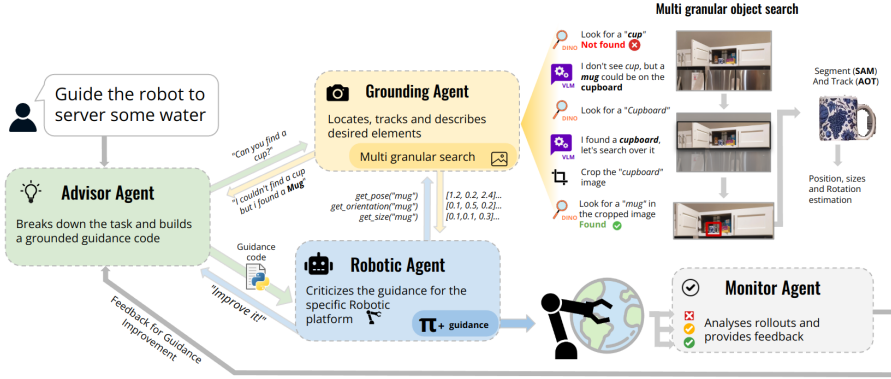 Multi granular object search
Guide the robot to
server some water
Advisor Agent
Breaks down the task and builds
a grounded guidance code
"Can you find a
cup?"
"I couldn't find a cup
but i found a Mug"
Grounding Agent
Locates, tracks and describes
desired elements
Multi granular search
get_pose("mug")
get_orientation("mug")
get_size("mug")
[1.2, 0.2, 2.4]...
[0.1, 0.5, 0.2]...
[0.1,0.1, 0.3]...
Guidance
code
"Improve it!"
Robotic Agent
Criticizes the guidance for the
specific Robotic
platform
π+ guidance
DINO
Look for a "cup"
Not found
VLM
I don't see cup, but a
mug could be on the
cupboard
DINO
Look for a "Cupboard"
VLM
I found a cupboard,
let's search over it
Crop the "cupboard"
image
DINO
Look for a "mug" in
the cropped image
Found
Segment (SAM)
And Track (AOT)
Position, sizes
and Rotation
estimation
Monitor Agent
Analyses rollouts and
provides feedback
Feedback for Guidance
Improvement